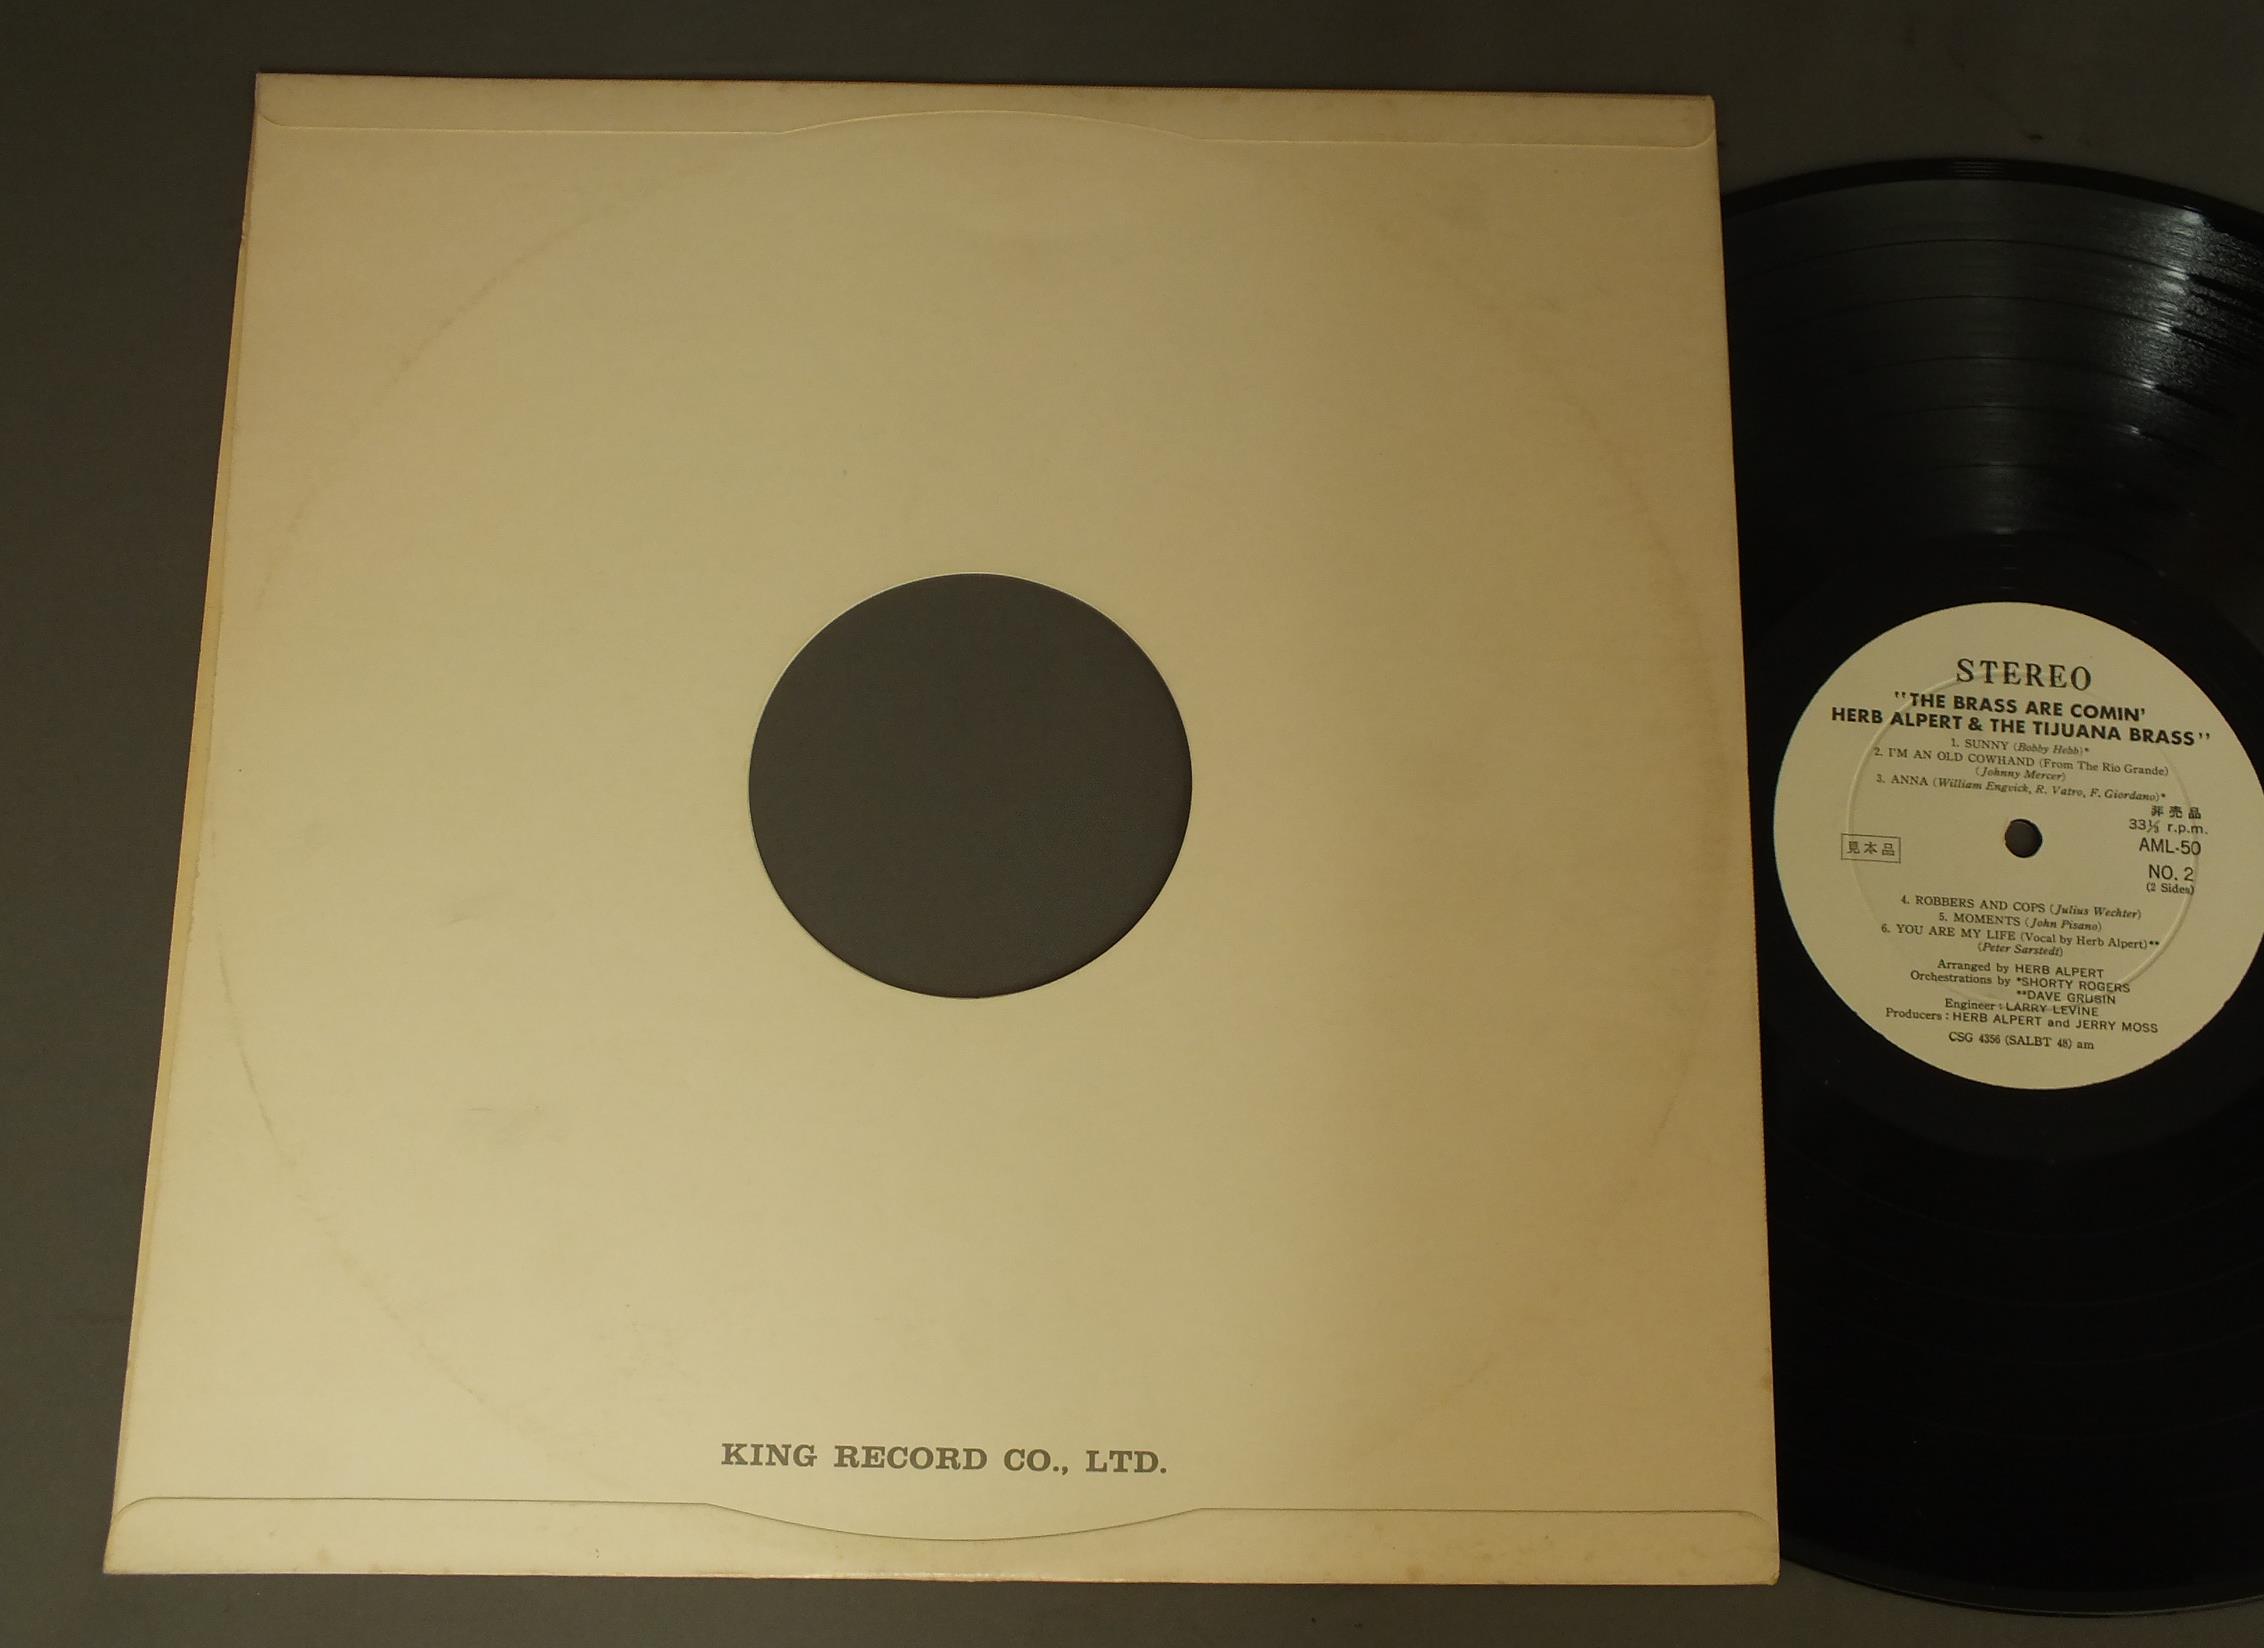 KING RECORD CO., LTD.
STEREO
"THE BRASS ARE COMIN'
HERB ALPERT & THE TIJUANA BRASS"
1. SUNNY (Bobby Hebb)*
2. I'M AN OLD COWHAND (From The Rio Grande)
(Johnny Mercer)
3. ANNA (William Engvick, R. Vatro, F. Giordano)*
非売品
33⅓ r.p.m.
見本品
AML-50
NO. 2
(2 Sides)
4. ROBBERS AND COPS (Julius Wechter)
5. MOMENTS (John Pisano)
6. YOU ARE MY LIFE (Vocal by Herb Alpert)**
(Peter Sarstedt)
Arranged by HERB ALPERT
Orchestrations by *SHORTY ROGERS
**DAVE GRUSIN
Engineer : LARRY LEVINE
Producers : HERB ALPERT and JERRY MOSS
CSG 4356 (SALBT 48) am